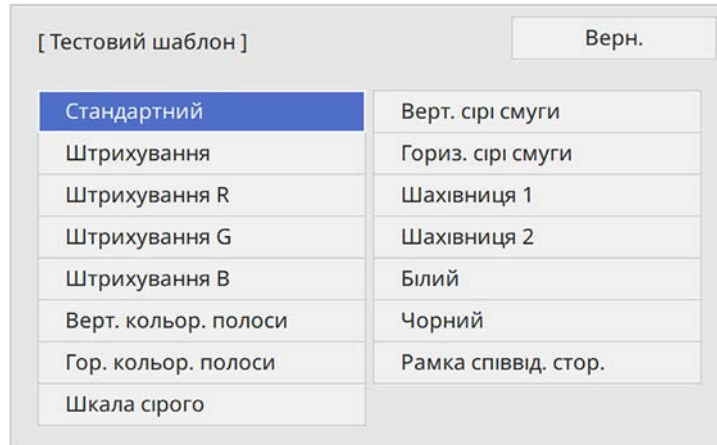 [ Тестовий шаблон ]
Верн.
Стандартний
Штрихування
Штрихування R
Штрихування G
Штрихування B
Верт. кольор. полоси
Гор. кольор. полоси
Шкала сірого
Верт. сірі смуги
Гориз. сірі смуги
Шахівниця 1
Шахівниця 2
Білий
Чорний
Рамка співвід. стор.